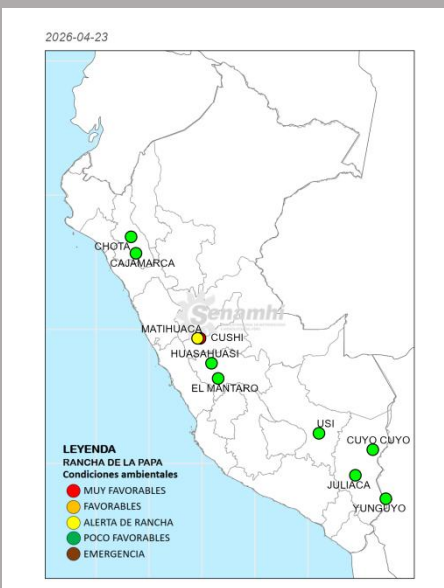 2026-04-23
CHOTA
CAJAMARCA
Senamhi
MATIHUACA
CUSHI
HUASAHUASI
EL MANTARO
USI
CUYO CUYO
JULIACA
YUNGUYO
LEYENDA
RANCHA DE LA PAPA
Condiciones ambientales
MUY FAVORABLES
FAVORABLES
ALERTA DE RANCHA
POCO FAVORABLES
EMERGENCIA